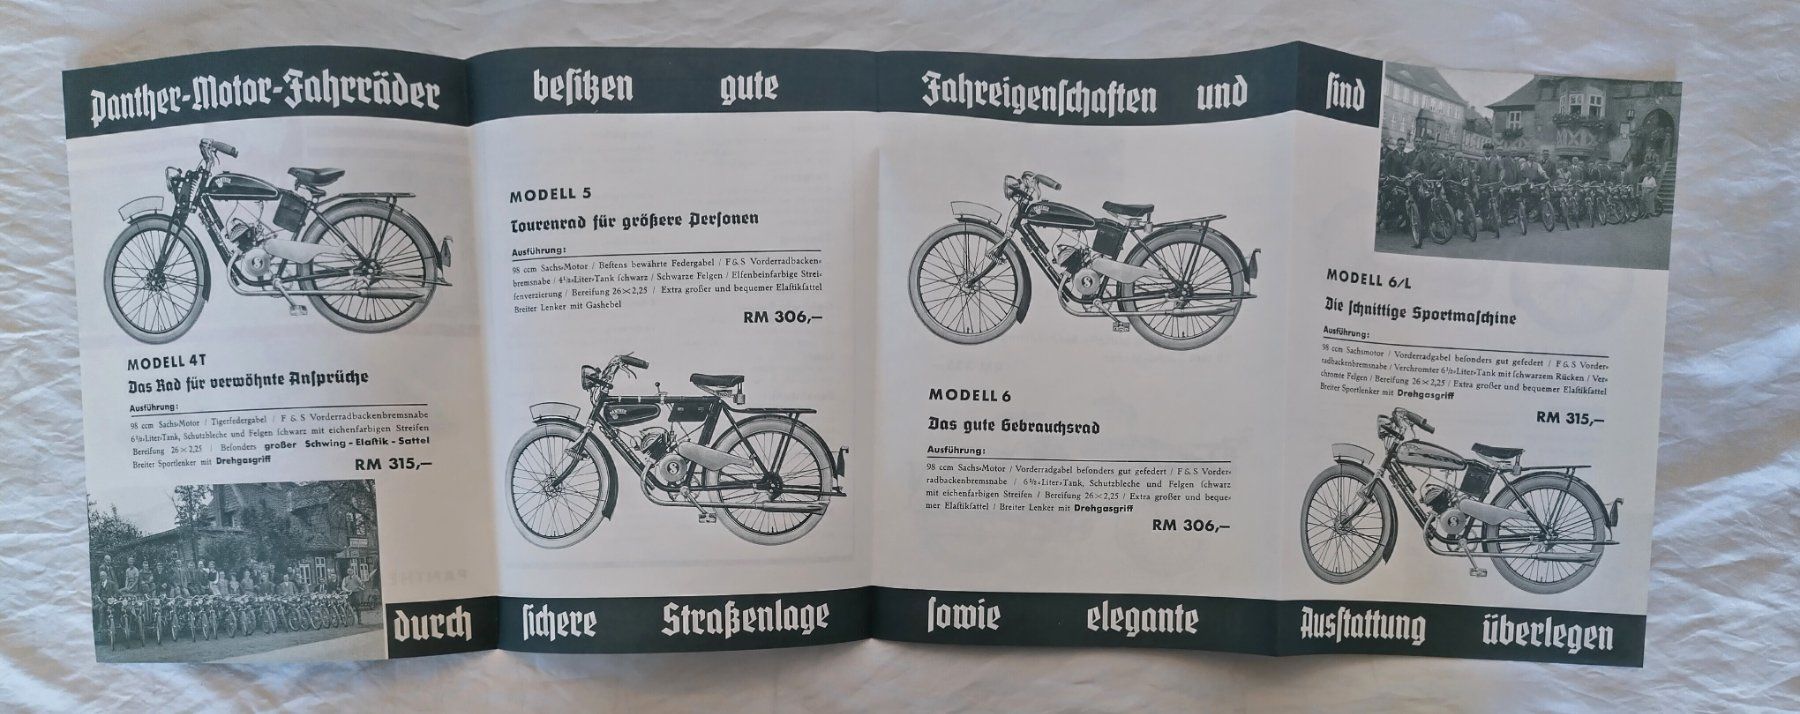 Panther-Motor-Fahrräder besitzen gute Fahreigenschaften und sind
MODELL 4T
Das Rad für verwöhnte Ansprüche
Ausführung:
98 ccm Sachs-Motor / Tigerfedergabel / F & S Vorderradbackenbremsnabe
6½-Liter-Tank, Schutzbleche und Felgen schwarz mit eichenfarbigen Streifen
Bereifung 26×2,25 / Besonders großer Schwing-Elastik-Sattel
Breiter Sportlenker mit Drehgasgriff
RM 315,—
MODELL 5
Tourenrad für größere Personen
Ausführung:
98 ccm Sachs-Motor / Bestens bewährte Federgabel / F & S Vorderradbacken-
bremsnabe / 4½-Liter-Tank schwarz / Schwarze Felgen / Elfenbeinfarbige Strei-
fenverzierung / Bereifung 26×2,25 / Extra großer und bequemer Elastiksattel
Breiter Lenker mit Gashebel
RM 306,—
MODELL 6
Das gute Gebrauchsrad
Ausführung:
98 ccm Sachs-Motor / Vorderradgabel besonders gut gefedert / F & S Vorder-
radbackenbremsnabe / 6½-Liter-Tank, Schutzbleche und Felgen schwarz
mit eichenfarbigen Streifen / Bereifung 26×2,25 / Extra großer und beque-
mer Elastiksattel / Breiter Lenker mit Drehgasgriff
RM 306,—
MODELL 6/L
Die schnittige Sportmaschine
Ausführung:
98 ccm Sachsmotor / Vorderradgabel besonders gut gefedert / F & S Vorder-
radbackenbremsnabe / Verchromter 6½-Liter-Tank mit schwarzem Rücken / Ver-
chromte Felgen / Bereifung 26×2,25 / Extra großer und bequemer Elastiksattel
Breiter Sportlenker mit Drehgasgriff
RM 315,—
durch sichere Straßenlage sowie elegante Ausstattung überlegen